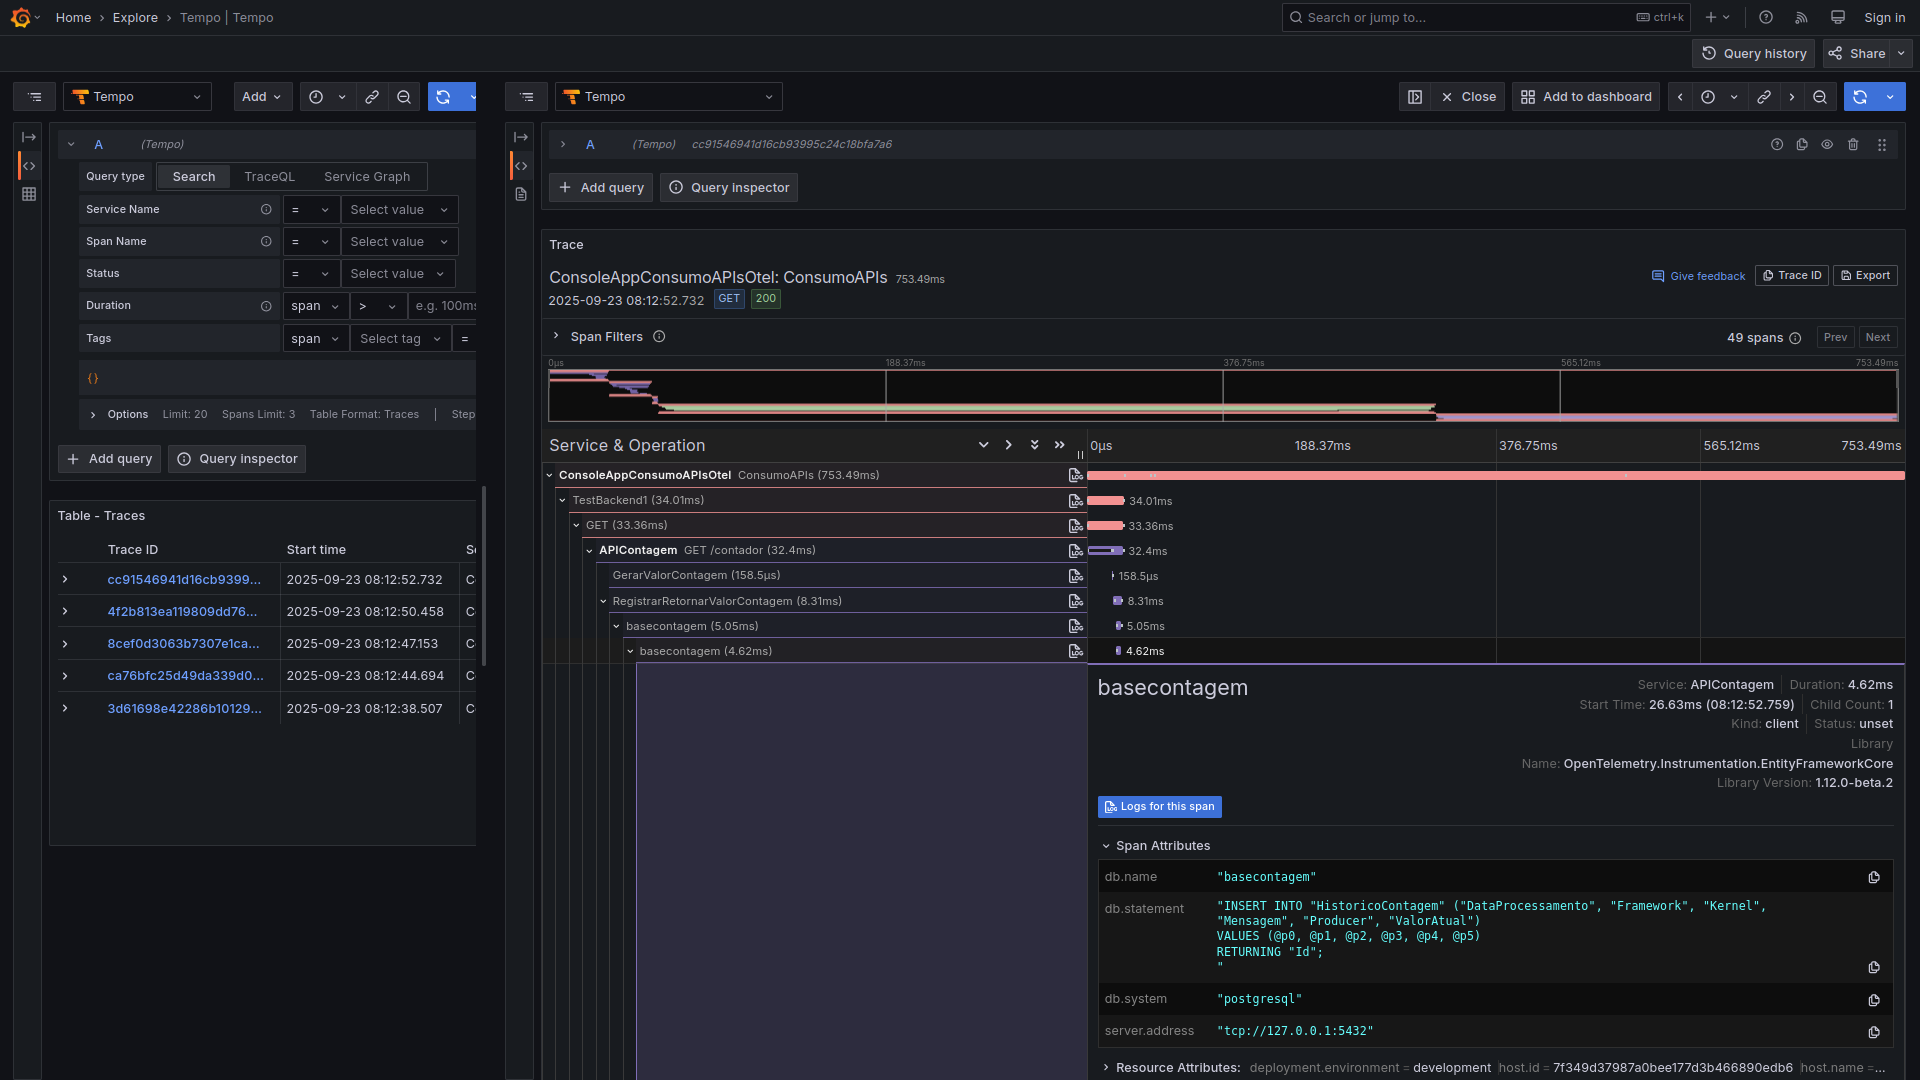 Home › Explore › Tempo | Tempo
Search or jump to... ctrl+k
Sign in
Query history Share
Tempo Add
Tempo Close Add to dashboard
A (Tempo)
Query type Search TraceQL Service Graph
Service Name = Select value
Span Name = Select value
Status = Select value
Duration span > e.g. 100ms
Tags span Select tag =
{}
Options Limit: 20 Spans Limit: 3 Table Format: Traces | Step
+ Add query Query inspector
Table - Traces
Trace ID Start time
cc91546941d16cb9399... 2025-09-23 08:12:52.732
4f2b813ea119809dd76... 2025-09-23 08:12:50.458
8cef0d3063b7307e1ca... 2025-09-23 08:12:47.153
ca76bfc25d49da339d0... 2025-09-23 08:12:44.694
3d61698e42286b10129... 2025-09-23 08:12:38.507
A (Tempo) cc91546941d16cb93995c24c18bfa7a6
+ Add query Query inspector
Trace
ConsoleAppConsumoAPIsOtel: ConsumoAPIs 753.49ms
Give feedback Trace ID Export
2025-09-23 08:12:52.732 GET 200
Span Filters
49 spans Prev Next
0µs 188.37ms 376.75ms 565.12ms 753.49ms
Service & Operation 0µs 188.37ms 376.75ms 565.12ms 753.49ms
ConsoleAppConsumoAPIsOtel ConsumoAPIs (753.49ms)
TestBackend1 (34.01ms) 34.01ms
GET (33.36ms) 33.36ms
APIContagem GET /contador (32.4ms) 32.4ms
GerarValorContagem (158.5µs) 158.5µs
RegistrarRetornarValorContagem (8.31ms) 8.31ms
basecontagem (5.05ms) 5.05ms
basecontagem (4.62ms) 4.62ms
basecontagem
Service: APIContagem Duration: 4.62ms
Start Time: 26.63ms (08:12:52.759) Child Count: 1
Kind: client Status: unset
Library
Name: OpenTelemetry.Instrumentation.EntityFrameworkCore
Library Version: 1.12.0-beta.2
Logs for this span
Span Attributes
db.name "basecontagem"
db.statement "INSERT INTO "HistoricoContagem" ("DataProcessamento", "Framework", "Kernel",
"Mensagem", "Producer", "ValorAtual")
VALUES (@p0, @p1, @p2, @p3, @p4, @p5)
RETURNING "Id";
"
db.system "postgresql"
server.address "tcp://127.0.0.1:5432"
Resource Attributes: deployment.environment = development host.id = 7f349d37987a0bee177d3b466890edb6 host.name =...